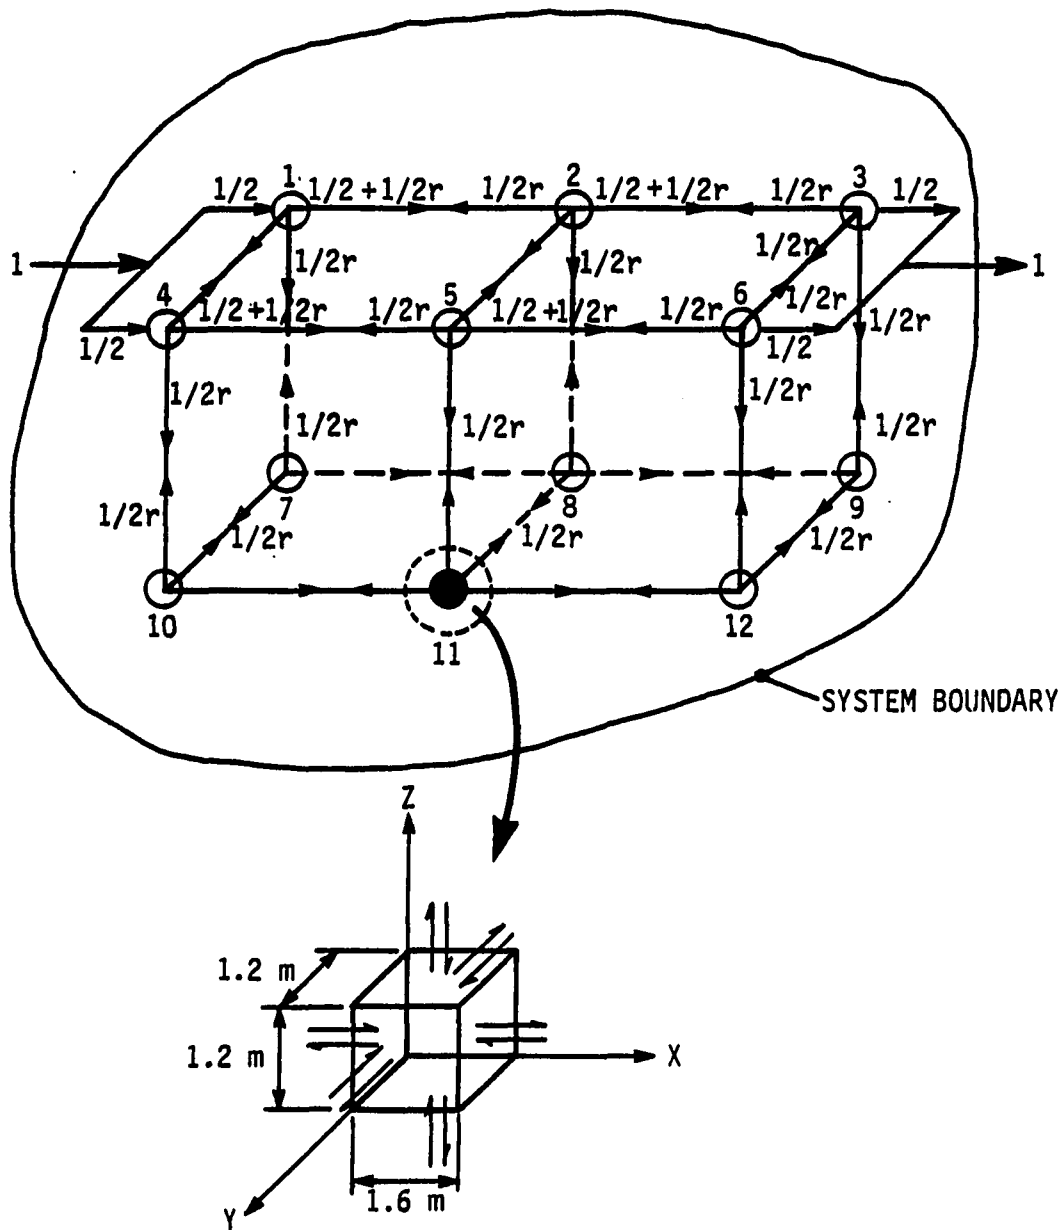 1/2 1 1/2 + 1/2r 1/2r 2 1/2 + 1/2r 1/2r 3 1/2
1/2r 1/2r 1/2r
1 1
4 1/2 + 1/2r 1/2r 5 1/2 + 1/2r 1/2r 6 1/2r
1/2 1/2 1/2r
1/2r 1/2r
1/2r 1/2r 1/2r
1/2r 7 1/2r 8 1/2r 9
10 11 12
SYSTEM BOUNDARY
Z
1.2 m
1.2 m
X
1.6 m
Y